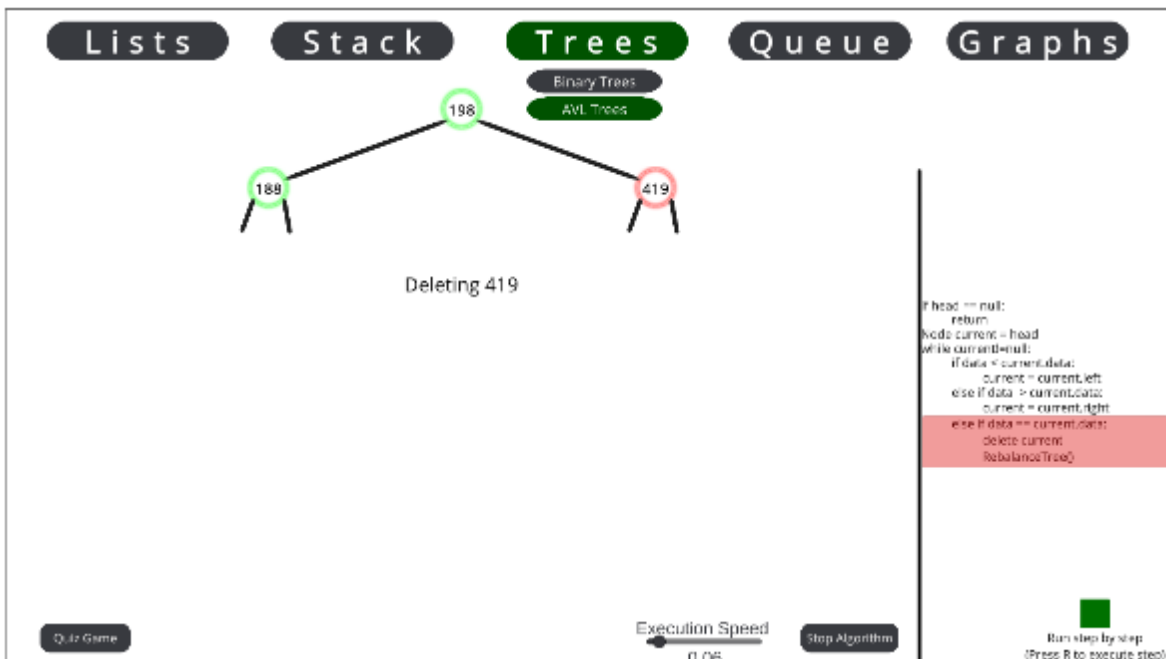 Lists
Stack
Trees
Queue
Graphs
Binary Trees
AVL Trees
198
188
419
Deleting 419
if head == null:
return
Node current = head
while current!=null:
if data < current.data:
current = current.left
else if data > current.data:
current = current.right
else if data == current.data:
delete current
RebalanceTree()
Quiz Game
Execution Speed
0.06
Stop Algorithm
Run step by step
(Press R to execute step)